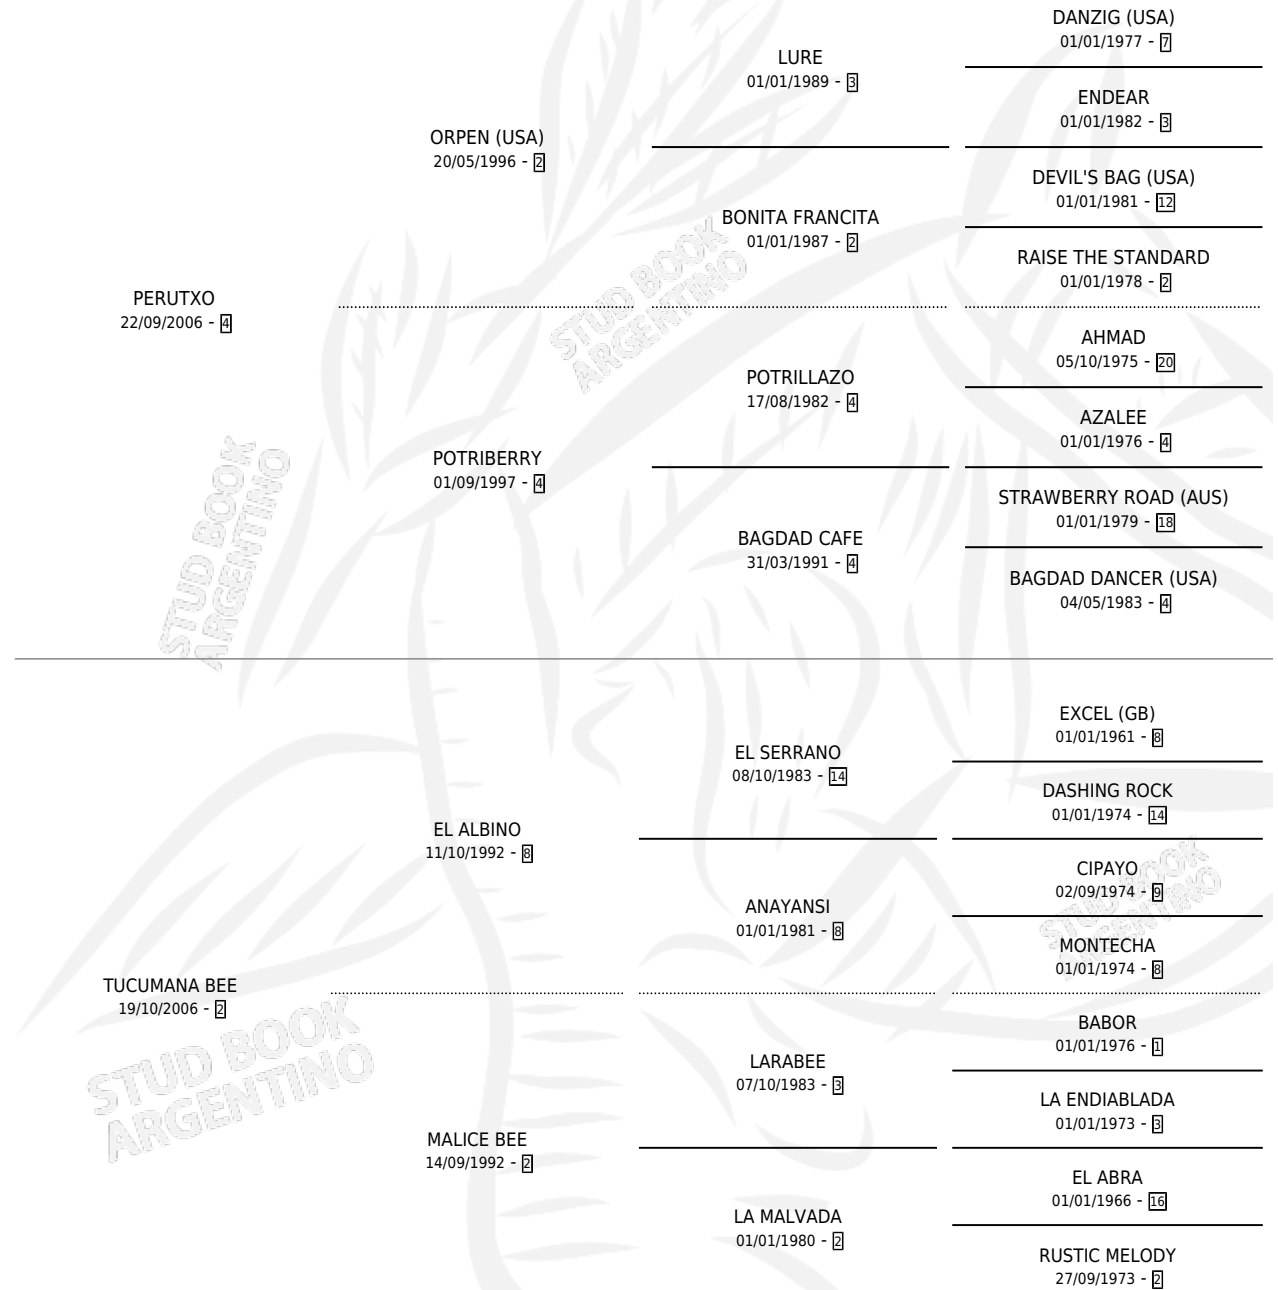 DANZIG (USA)
01/01/1977 - 7
LURE
01/01/1989 - 3
ENDEAR
01/01/1982 - 3
ORPEN (USA)
20/05/1996 - 2
DEVIL'S BAG (USA)
01/01/1981 - 12
BONITA FRANCITA
01/01/1987 - 2
RAISE THE STANDARD
01/01/1978 - 2
PERUTXO
22/09/2006 - 4
AHMAD
05/10/1975 - 20
POTRILLAZO
17/08/1982 - 4
AZALEE
01/01/1976 - 4
POTRIBERRY
01/09/1997 - 4
STRAWBERRY ROAD (AUS)
01/01/1979 - 18
BAGDAD CAFE
31/03/1991 - 4
BAGDAD DANCER (USA)
04/05/1983 - 4
STUD BOOK
ARGENTINO
STUD BOOK
ARGENTINO
EXCEL (GB)
01/01/1961 - 8
EL SERRANO
08/10/1983 - 14
DASHING ROCK
01/01/1974 - 14
EL ALBINO
11/10/1992 - 8
CIPAYO
02/09/1974 - 9
ANAYANSI
01/01/1981 - 8
MONTECHA
01/01/1974 - 8
TUCUMANA BEE
19/10/2006 - 2
BABOR
01/01/1976 - 1
LARABEE
07/10/1983 - 3
LA ENDIABLADA
01/01/1973 - 3
MALICE BEE
14/09/1992 - 2
EL ABRA
01/01/1966 - 16
LA MALVADA
01/01/1980 - 2
RUSTIC MELODY
27/09/1973 - 2
STUD BOOK
ARGENTINO
STUD BOOK
ARGENTINO